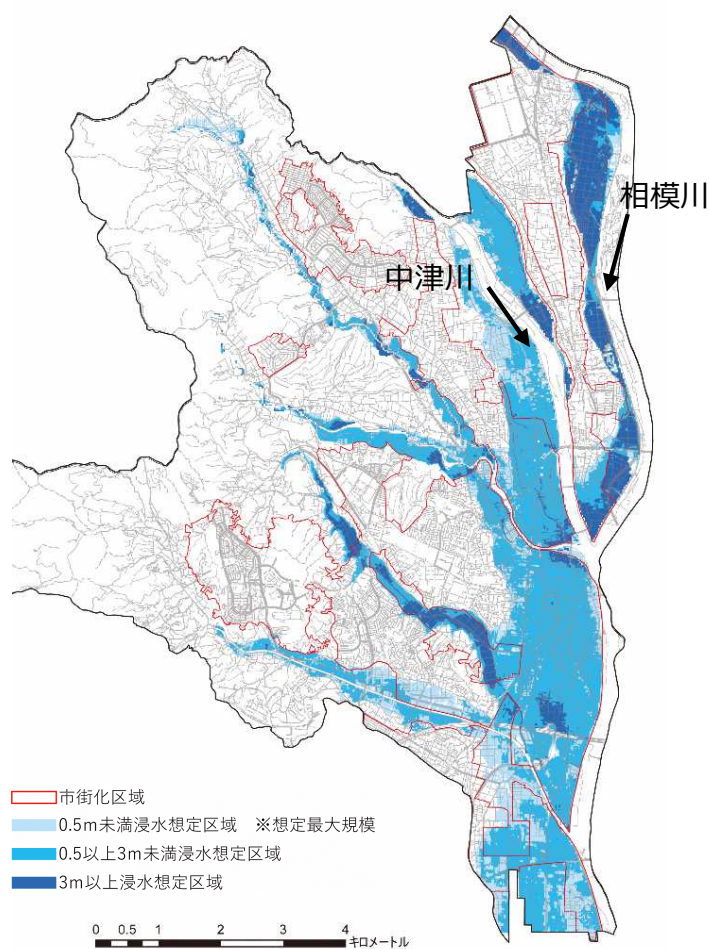 相模川
中津川
市街化区域
0.5m未満浸水想定区域 ※想定最大規模
0.5以上3m未満浸水想定区域
3m以上浸水想定区域
0 0.5 1 2 3 4
キロメートル